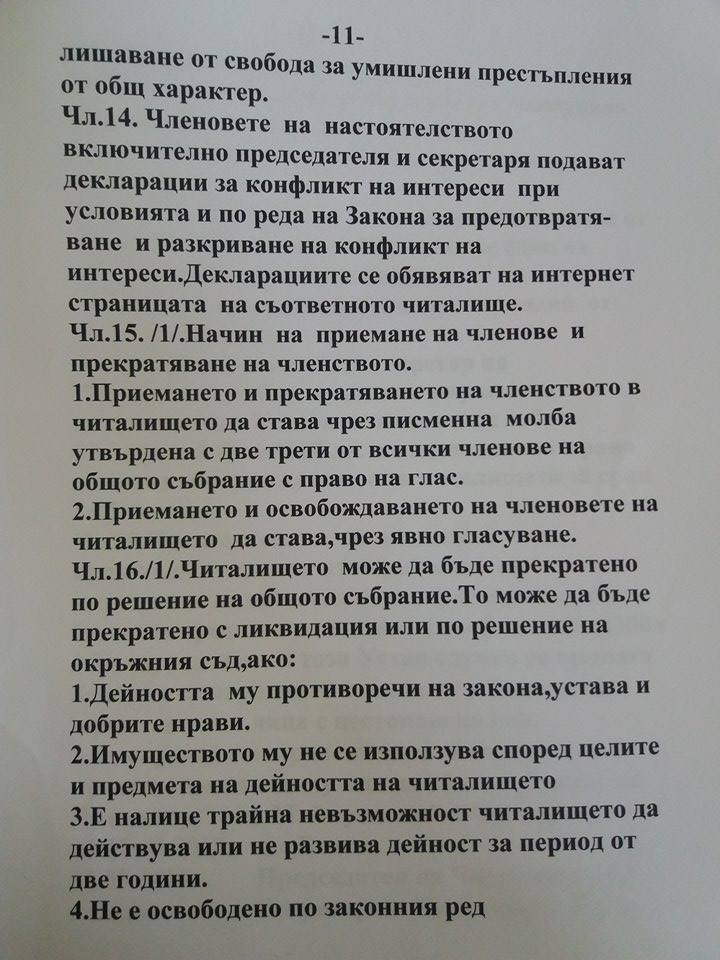 -11-
лишаване от свобода за умишлени престъпления
от общ характер.
Чл.14. Членовете на настоятелството
включително председателя и секретаря подават
декларации за конфликт на интереси при
условията и по реда на Закона за предотвратя-
ване и разкриване на конфликт на
интереси.Декларациите се обявяват на интернет
страницата на съответното читалище.
Чл.15. /1/.Начин на приемане на членове и
прекратяване на членството.
1.Приемането и прекратяването на членството в
читалището да става чрез писменна молба
утвърдена с две трети от всички членове на
общото събрание с право на глас.
2.Приемането и освобождаването на членовете на
читалището да става,чрез явно гласуване.
Чл.16./1/.Читалището може да бъде прекратено
по решение на общото събрание.То може да бъде
прекратено с ликвидация или по решение на
окръжния съд,ако:
1.Дейността му противоречи на закона,устава и
добрите нрави.
2.Имуществото му не се използува според целите
и предмета на дейността на читалището
3.Е налице трайна невъзможност читалището да
действува или не развива дейност за период от
две години.
4.Не е освободено по законния ред